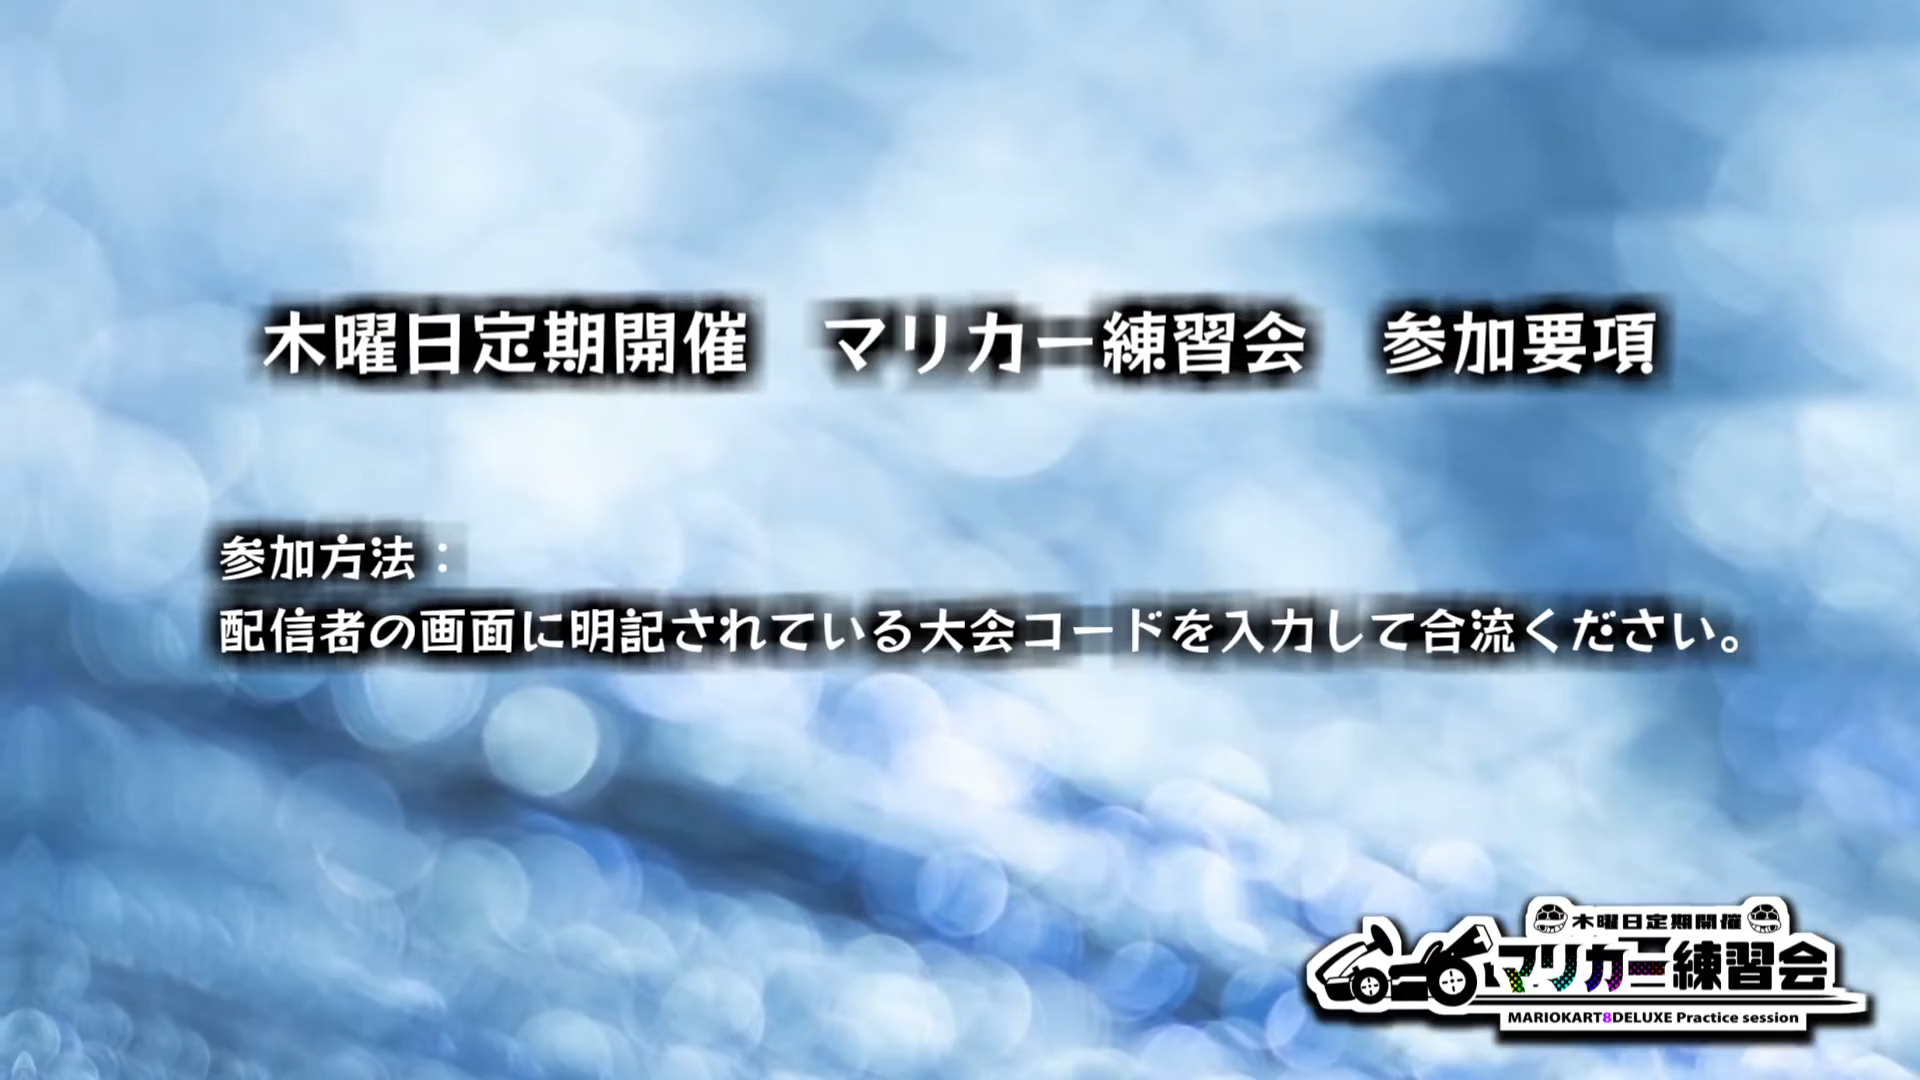 木曜日定期開催　マリカー練習会　参加要項
参加方法：
配信者の画面に明記されている大会コードを入力して合流ください。
木曜日定期開催
マリカー練習会
MARIOKART8DELUXE Practice session